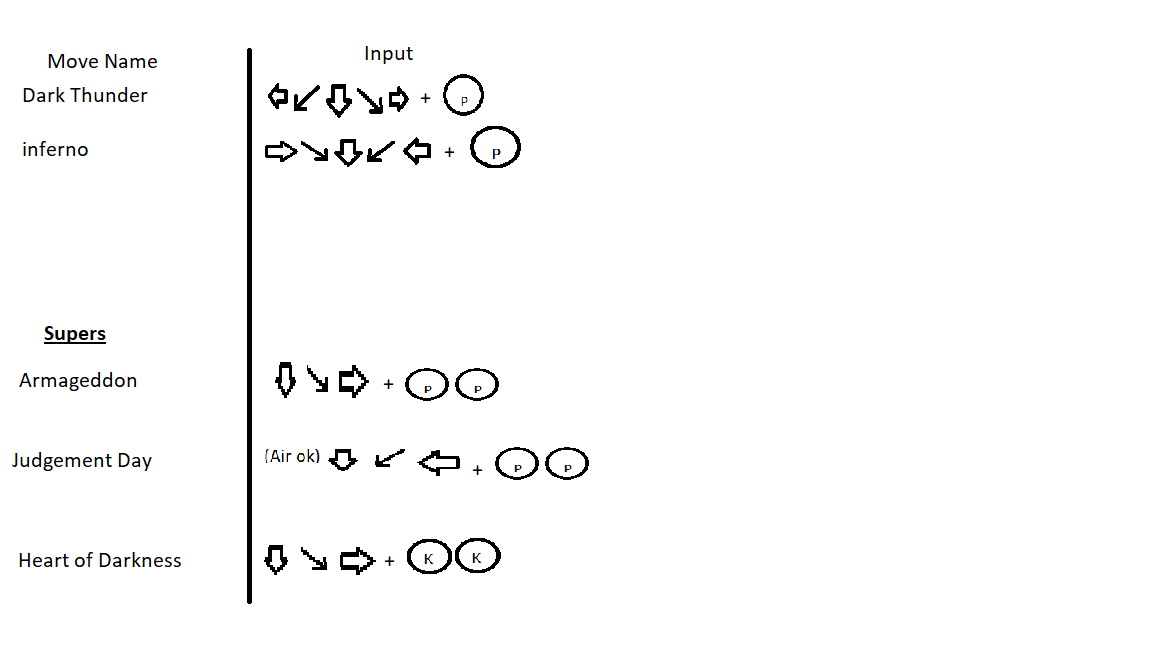 Move Name Input
Dark Thunder + P
inferno + P
Supers
Armageddon + P P
Judgement Day (Air ok) + P P
Heart of Darkness + K K